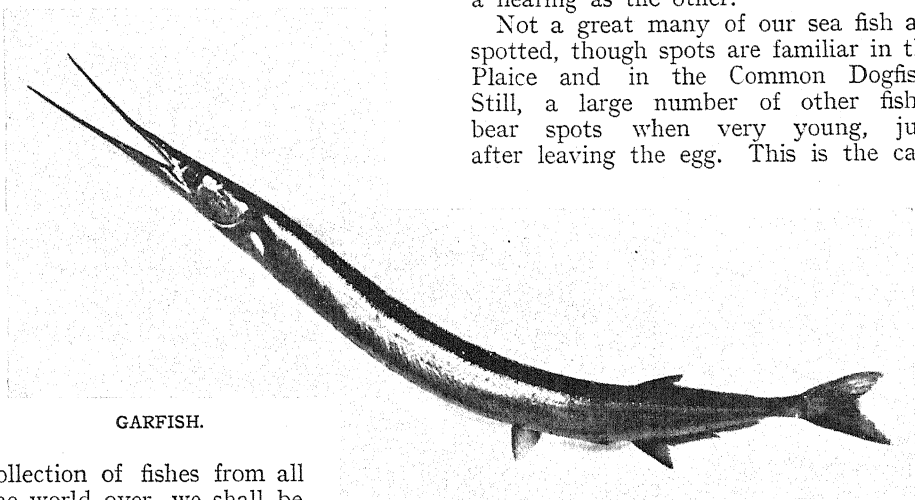 a hearing as the other.
Not a great many of our sea fish a
spotted, though spots are familiar in t
Plaice and in the Common Dogfis
Still, a large number of other fish
bear spots when very young, ju
after leaving the egg. This is the ca
GARFISH.
ollection of fishes from all
e world over, we shall be